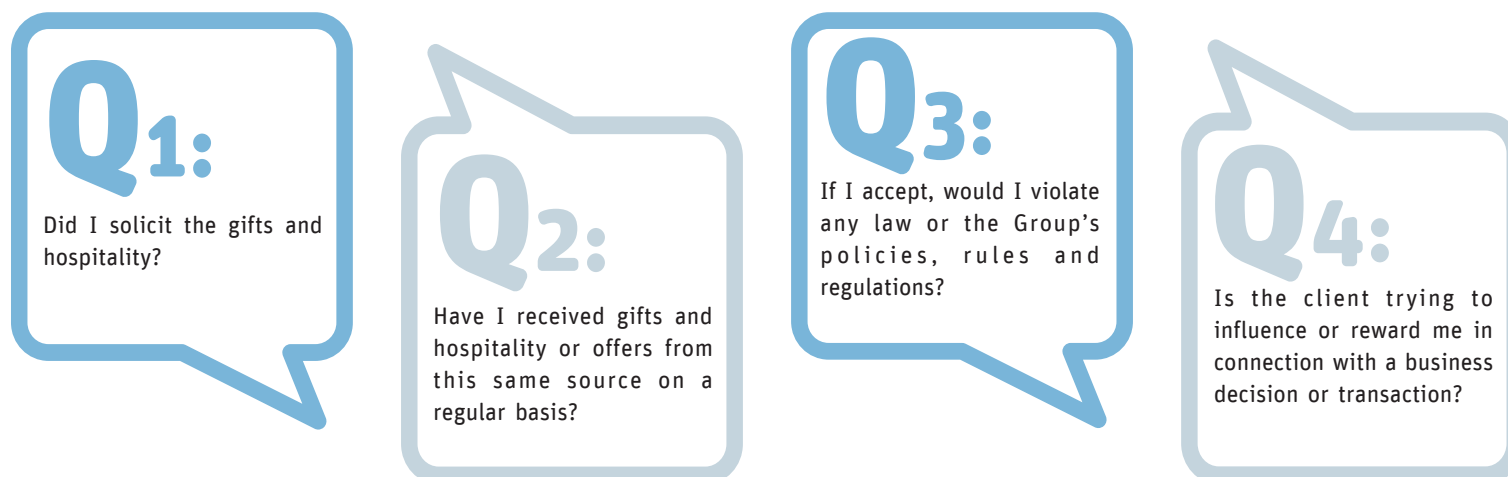 Q1:
Did I solicit the gifts and
hospitality?
Q2:
Have I received gifts and
hospitality or offers from
this same source on a
regular basis?
Q3:
If I accept, would I violate
any law or the Group’s
policies, rules and
regulations?
Q4:
Is the client trying to
influence or reward me in
connection with a business
decision or transaction?